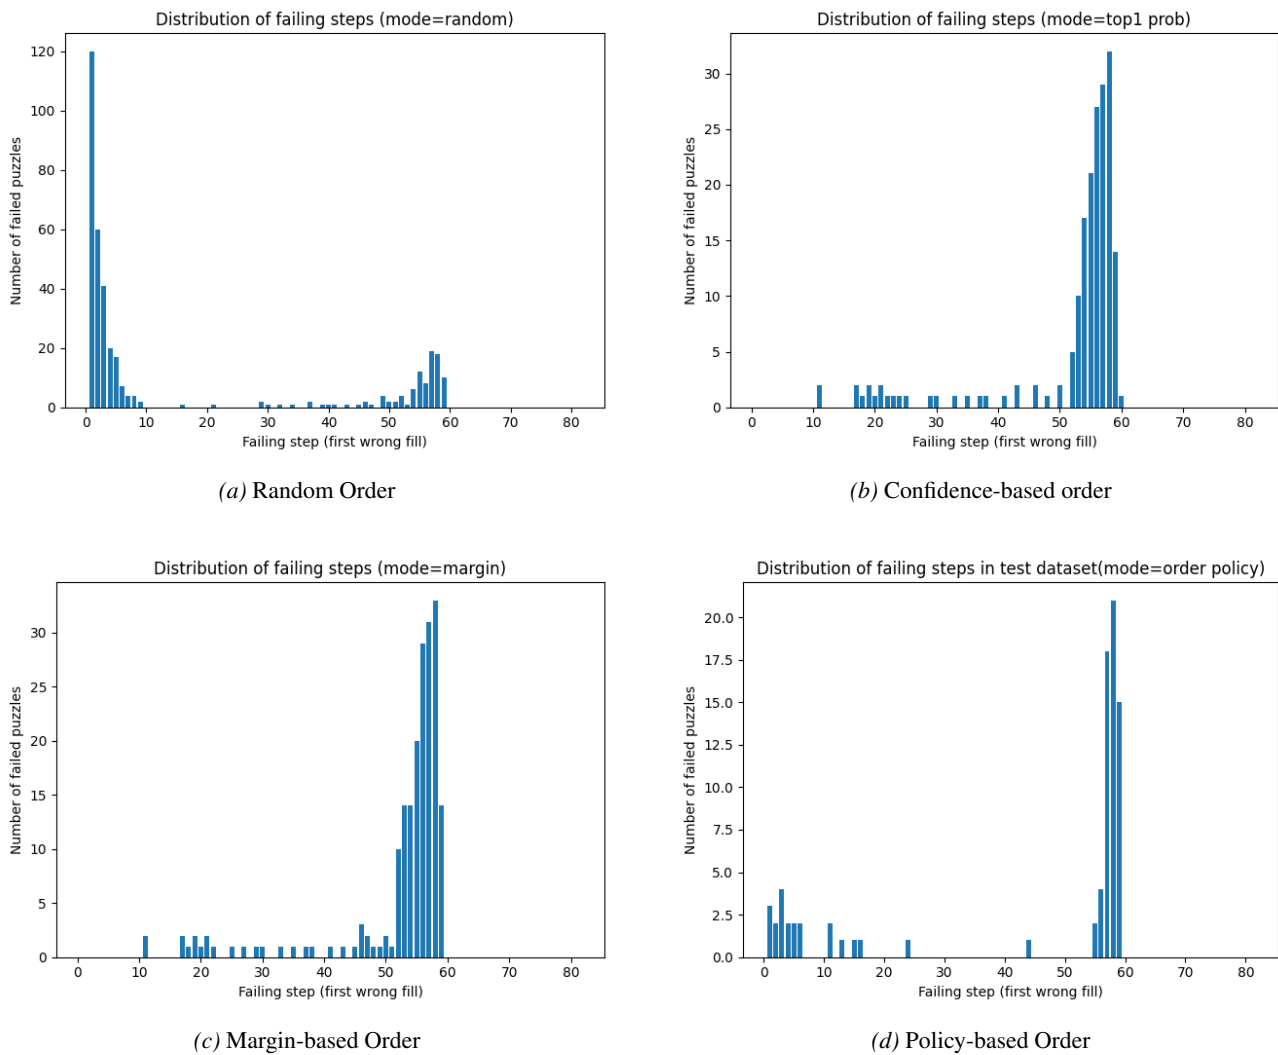 Distribution of failing steps (mode=random)
Number of failed puzzles
120
100
80
60
40
20
0
0 10 20 30 40 50 60 70 80
Failing step (first wrong fill)
(a) Random Order
Distribution of failing steps (mode=top1 prob)
Number of failed puzzles
30
25
20
15
10
5
0
0 10 20 30 40 50 60 70 80
Failing step (first wrong fill)
(b) Confidence-based order
Distribution of failing steps (mode=margin)
Number of failed puzzles
30
25
20
15
10
5
0
0 10 20 30 40 50 60 70 80
Failing step (first wrong fill)
(c) Margin-based Order
Distribution of failing steps in test dataset(mode=order policy)
Number of failed puzzles
20.0
17.5
15.0
12.5
10.0
7.5
5.0
2.5
0.0
0 10 20 30 40 50 60 70 80
Failing step (first wrong fill)
(d) Policy-based Order